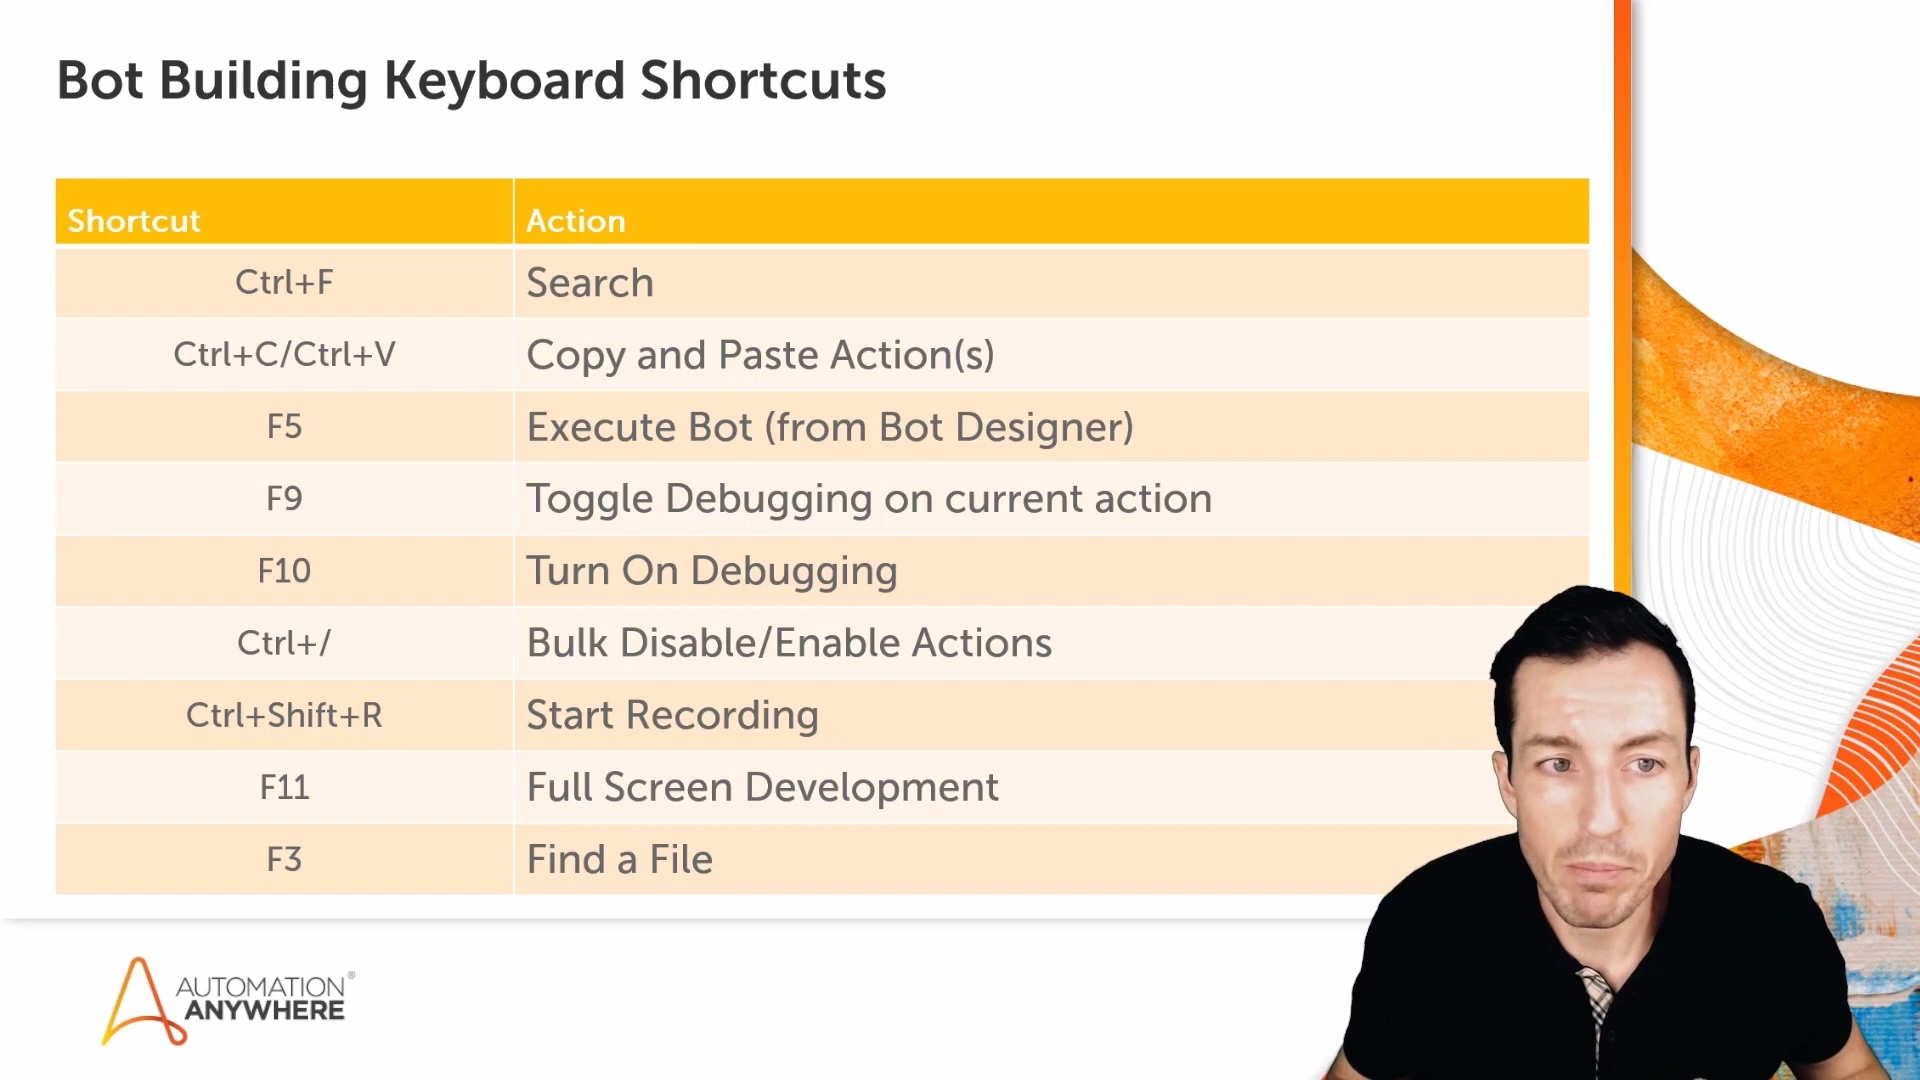 Bot Building Keyboard Shortcuts
Shortcut Action
Ctrl+F Search
Ctrl+C/Ctrl+V Copy and Paste Action(s)
F5 Execute Bot (from Bot Designer)
F9 Toggle Debugging on current action
F10 Turn On Debugging
Ctrl+/ Bulk Disable/Enable Actions
Ctrl+Shift+R Start Recording
F11 Full Screen Development
F3 Find a File
AUTOMATION®
ANYWHERE